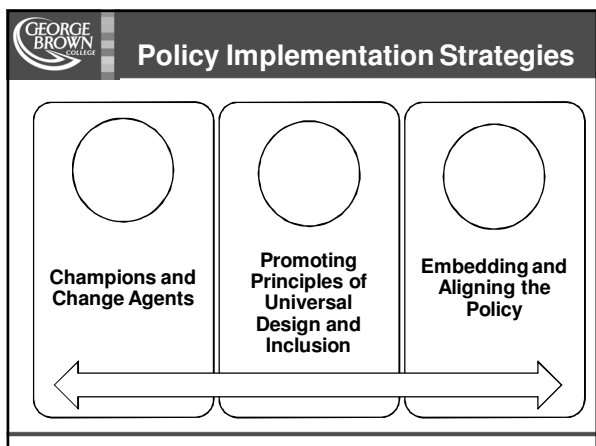 GEORGE
BROWN
COLLEGE
Policy Implementation Strategies
Champions and
Change Agents
Promoting
Principles of
Universal
Design and
Inclusion
Embedding and
Aligning the
Policy